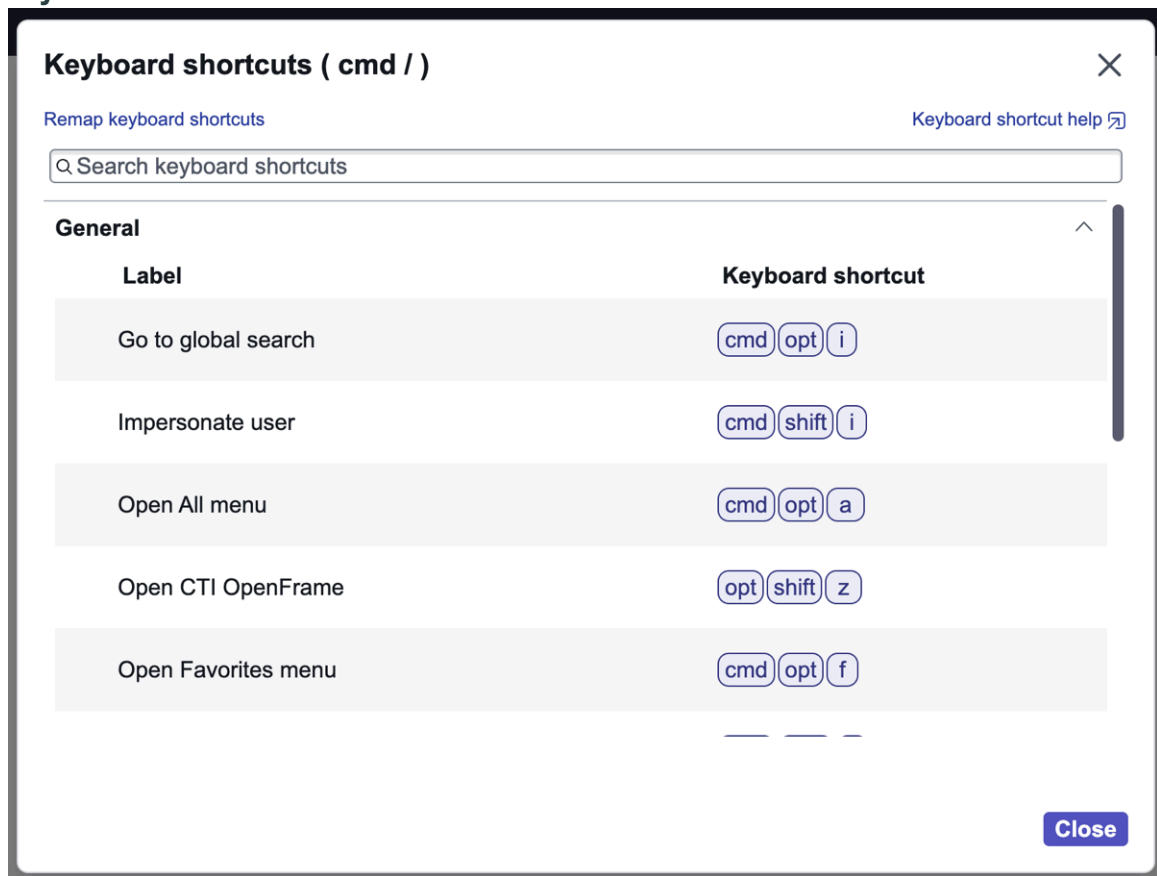 Keyboard shortcuts ( cmd / )
Remap keyboard shortcuts
Keyboard shortcut help
Search keyboard shortcuts
General
Label Keyboard shortcut
Go to global search cmd opt i
Impersonate user cmd shift i
Open All menu cmd opt a
Open CTI OpenFrame opt shift z
Open Favorites menu cmd opt f
Close